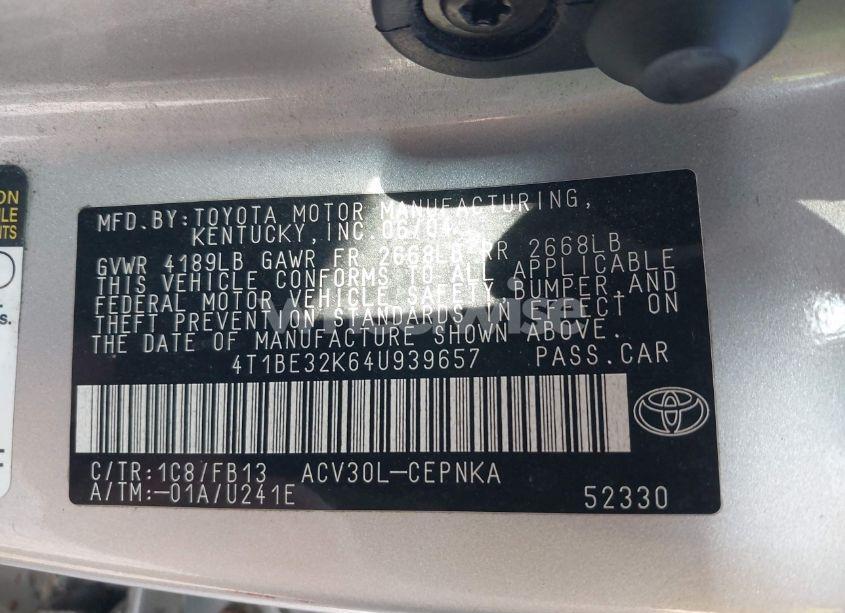 MFD. BY: TOYOTA MOTOR MANUFACTURING,
KENTUCKY, INC. 06/04
GVWR 4189LB GAWR FR 2668LB RR 2668LB
THIS VEHICLE CONFORMS TO ALL APPLICABLE
FEDERAL MOTOR VEHICLE SAFETY, BUMPER AND
THEFT PREVENTION STANDARDS IN EFFECT ON
THE DATE OF MANUFACTURE SHOWN ABOVE.
4T1BE32K64U939657 PASS.CAR
C/TR:1C8/FB13 ACV30L-CEPNKA
A/TM:-01A/U241E 52330